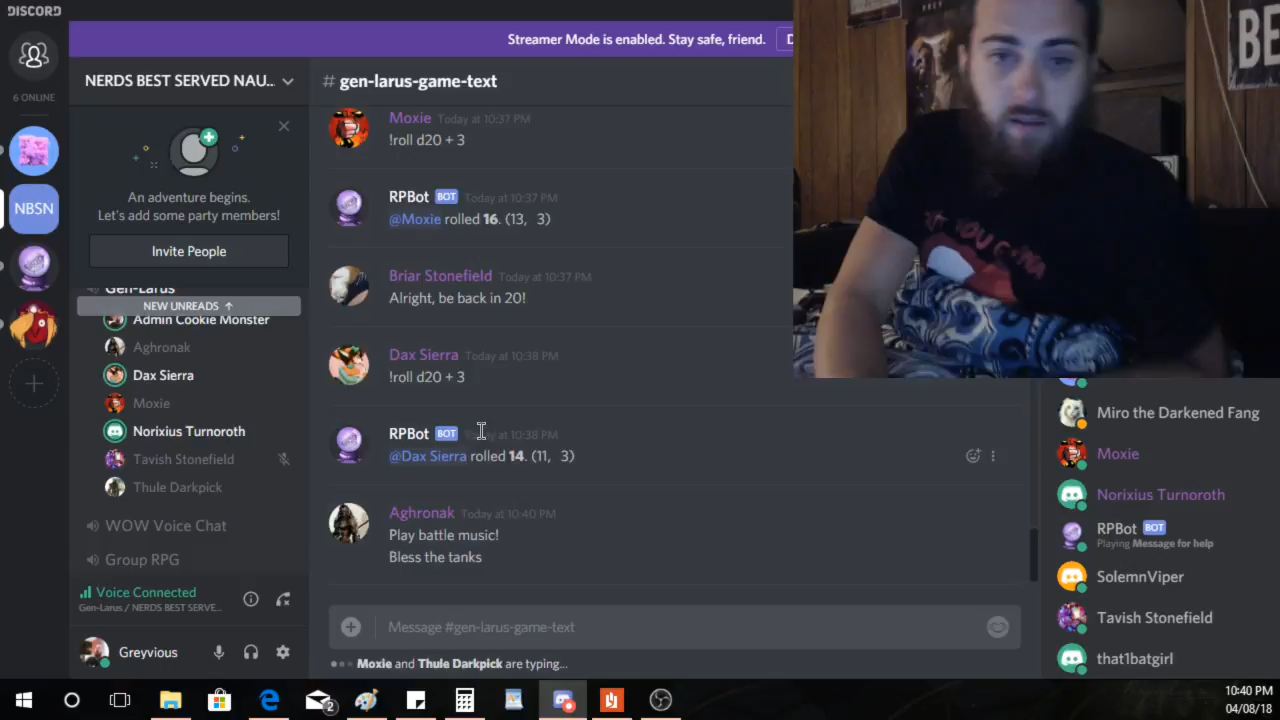 DISCORD
6 ONLINE
NBSN
NERDS BEST SERVED NAU...
An adventure begins.
Let's add some party members!
Invite People
Gen-Larus
NEW UNREADS ↑
Admin Cookie Monster
Aghronak
Dax Sierra
Moxie
Norixius Turnoroth
Tavish Stonefield
Thule Darkpick
WOW Voice Chat
Group RPG
Voice Connected
Gen-Larus / NERDS BEST SERVE...
Greyvious
Streamer Mode is enabled. Stay safe, friend.
D
# gen-larus-game-text
Moxie Today at 10:37 PM
!roll d20 + 3
RPBot BOT Today at 10:37 PM
@Moxie rolled 16. (13, 3)
Briar Stonefield Today at 10:37 PM
Alright, be back in 20!
Dax Sierra Today at 10:38 PM
!roll d20 + 3
RPBot BOT Today at 10:38 PM
@Dax Sierra rolled 14. (11, 3)
Aghronak Today at 10:40 PM
Play battle music!
Bless the tanks
Message #gen-larus-game-text
Moxie and Thule Darkpick are typing...
BE
Miro the Darkened Fang
Moxie
Norixius Turnoroth
RPBot BOT
Playing Message for help
SolemnViper
Tavish Stonefield
that1batgirl
2
10:40 PM
04/08/18